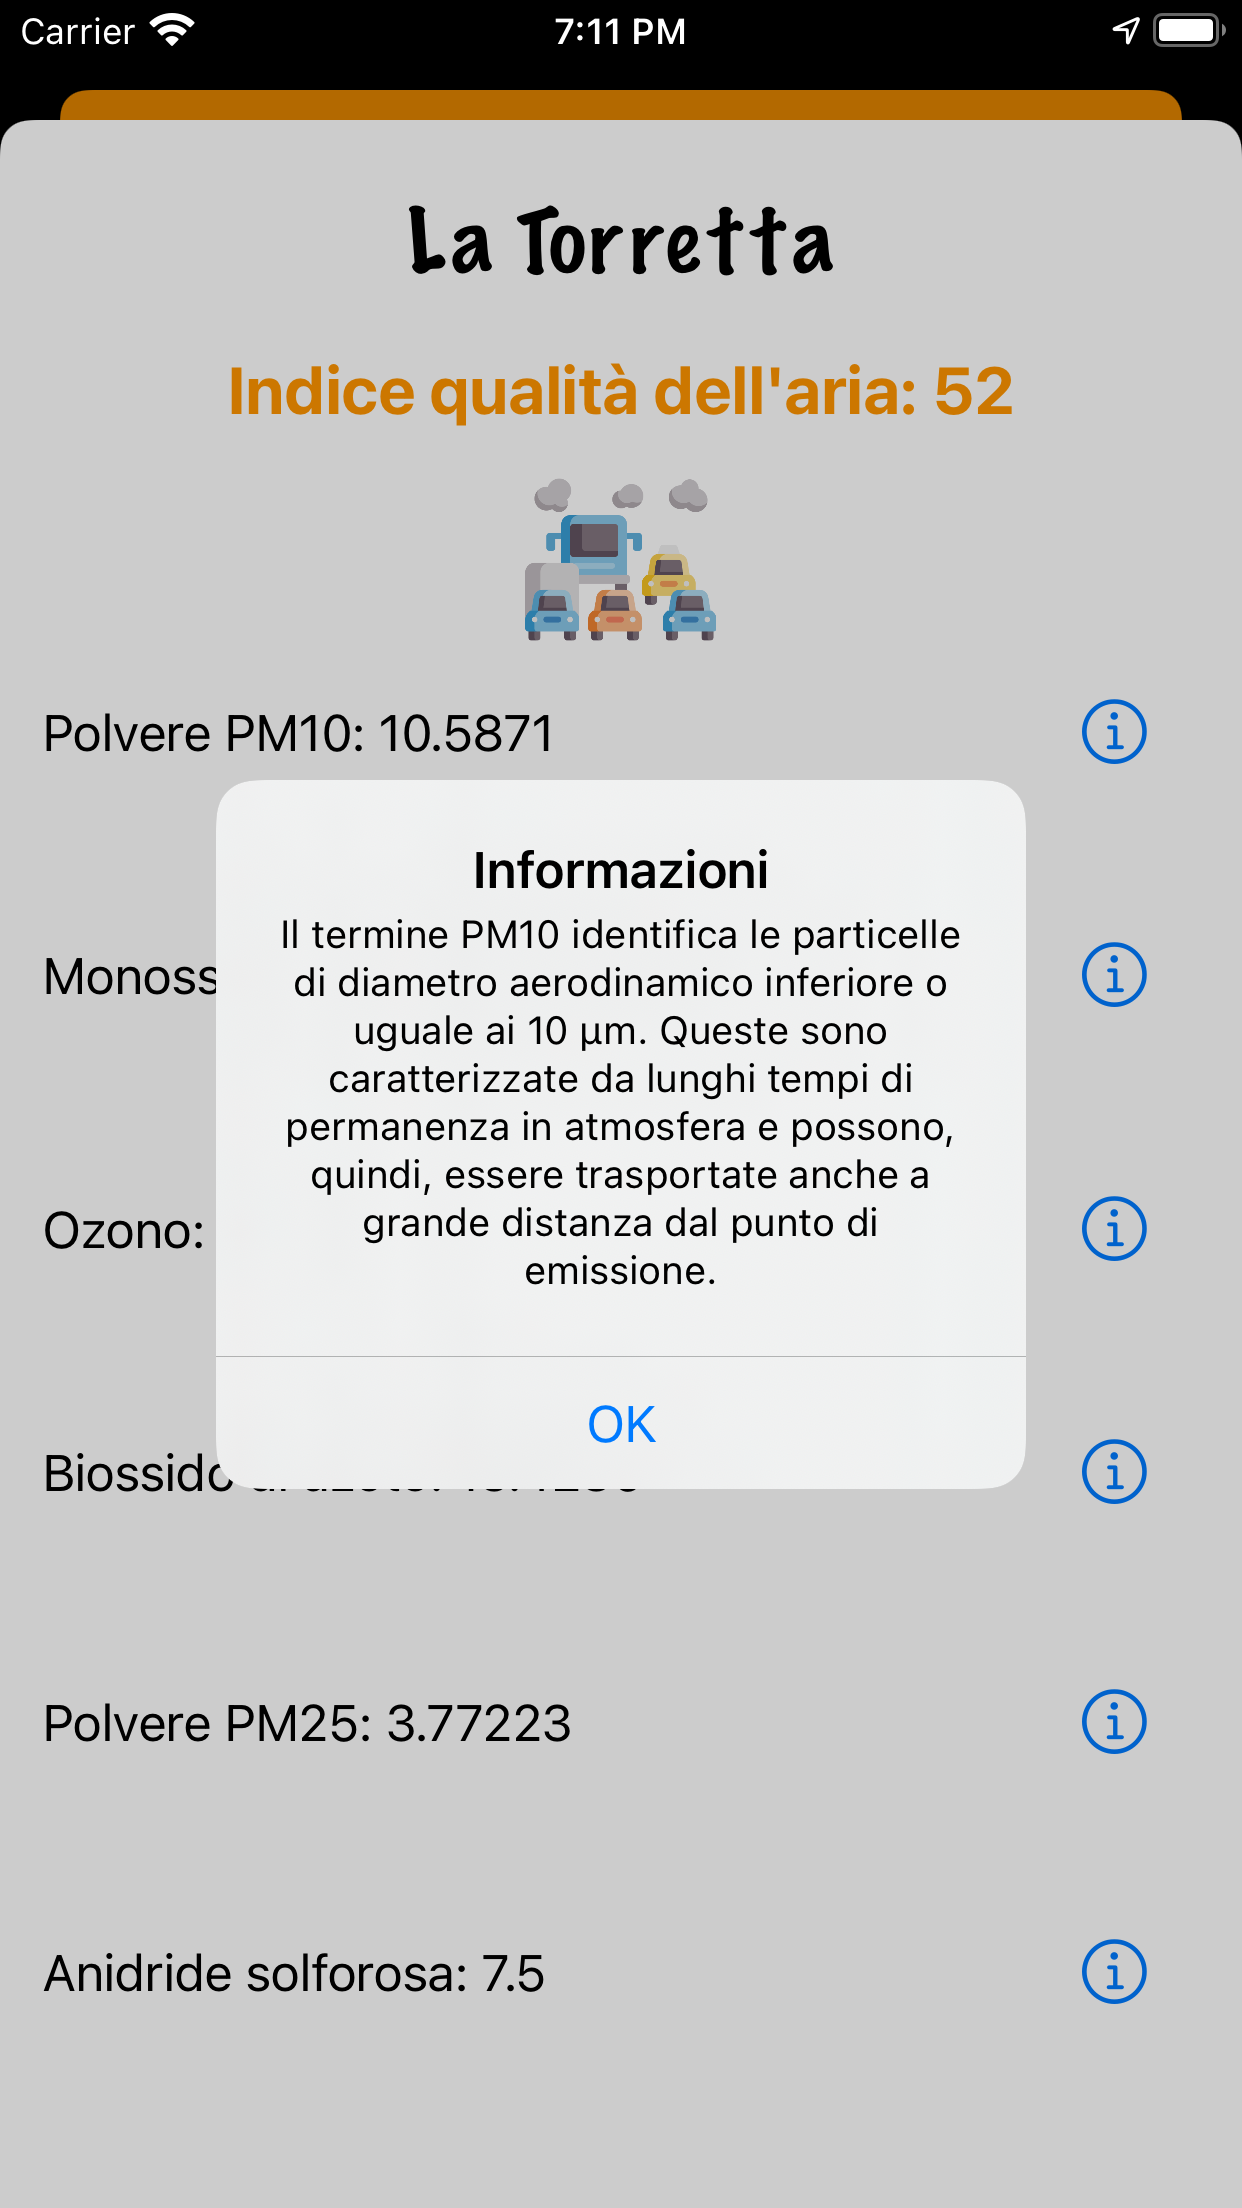 Carrier 7:11 PM
La Torretta
Indice qualità dell'aria: 52
Polvere PM10: 10.5871
Informazioni
Il termine PM10 identifica le particelle
di diametro aerodinamico inferiore o
uguale ai 10 µm. Queste sono
caratterizzate da lunghi tempi di
permanenza in atmosfera e possono,
quindi, essere trasportate anche a
grande distanza dal punto di
emissione.
OK
Ozono:
Biossido
Polvere PM25: 3.77223
Anidride solforosa: 7.5